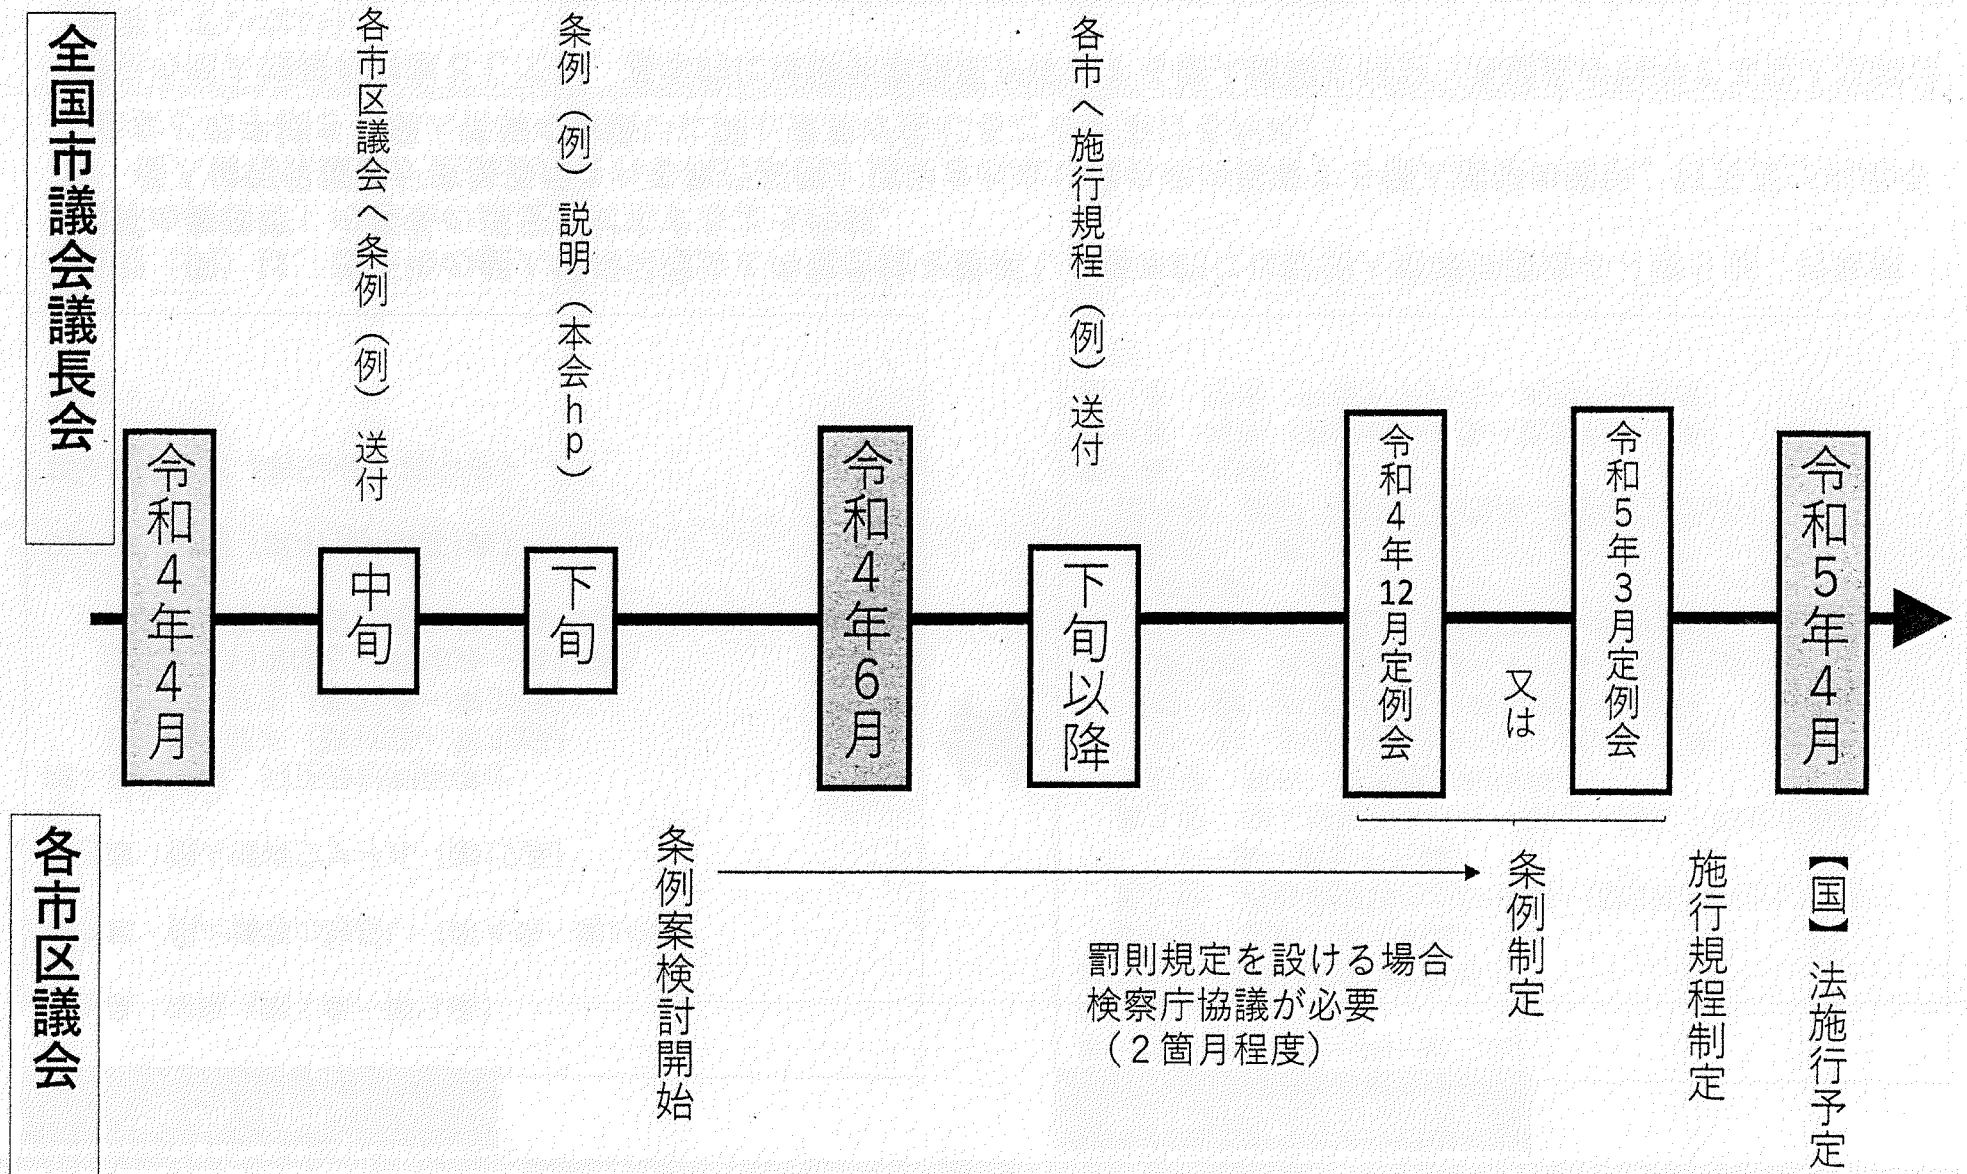 全国市議会議長会
各市区議会へ条例（例）送付
条例（例）説明（本会hp）
各市へ施行規程（例）送付
令和4年4月
中旬
下旬
令和4年6月
下旬以降
令和4年12月定例会
又は
令和5年3月定例会
令和5年4月
各市区議会
条例案検討開始
罰則規定を設ける場合
検察庁協議が必要
（2箇月程度）
条例制定
施行規程制定
【国】法施行予定